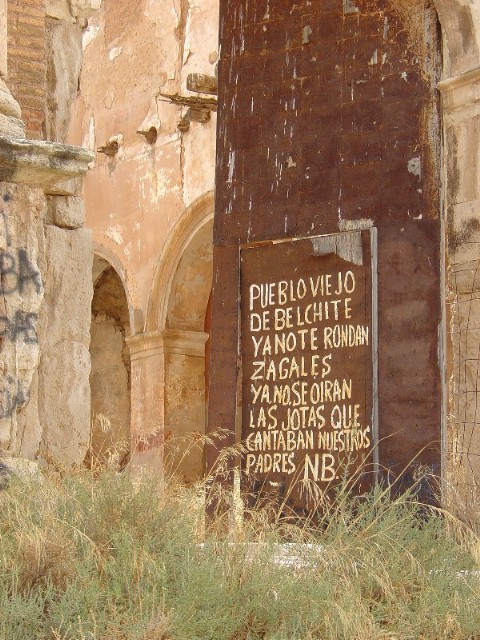 PUEBLO VIEJO
DE BELCHITE
YA NO TE RONDAN
ZAGALES
YA.NO.SE OIRAN
LAS JOTAS QUE
CANTABAN NUESTROS
PADRES N.B.